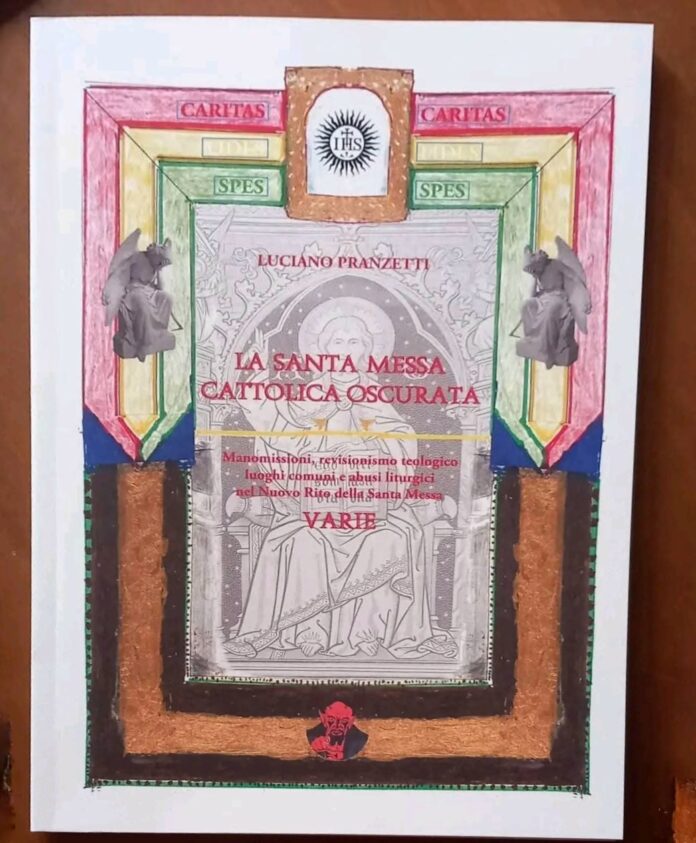 IHS
CARITAS CARITAS
FIDES FIDES
SPES SPES
LUCIANO PRANZETTI
LA SANTA MESSA
CATTOLICA OSCURATA
Manomissioni, revisionismo teologico
luoghi comuni e abusi liturgici
nel Nuovo Rito della Santa Messa
VARIE